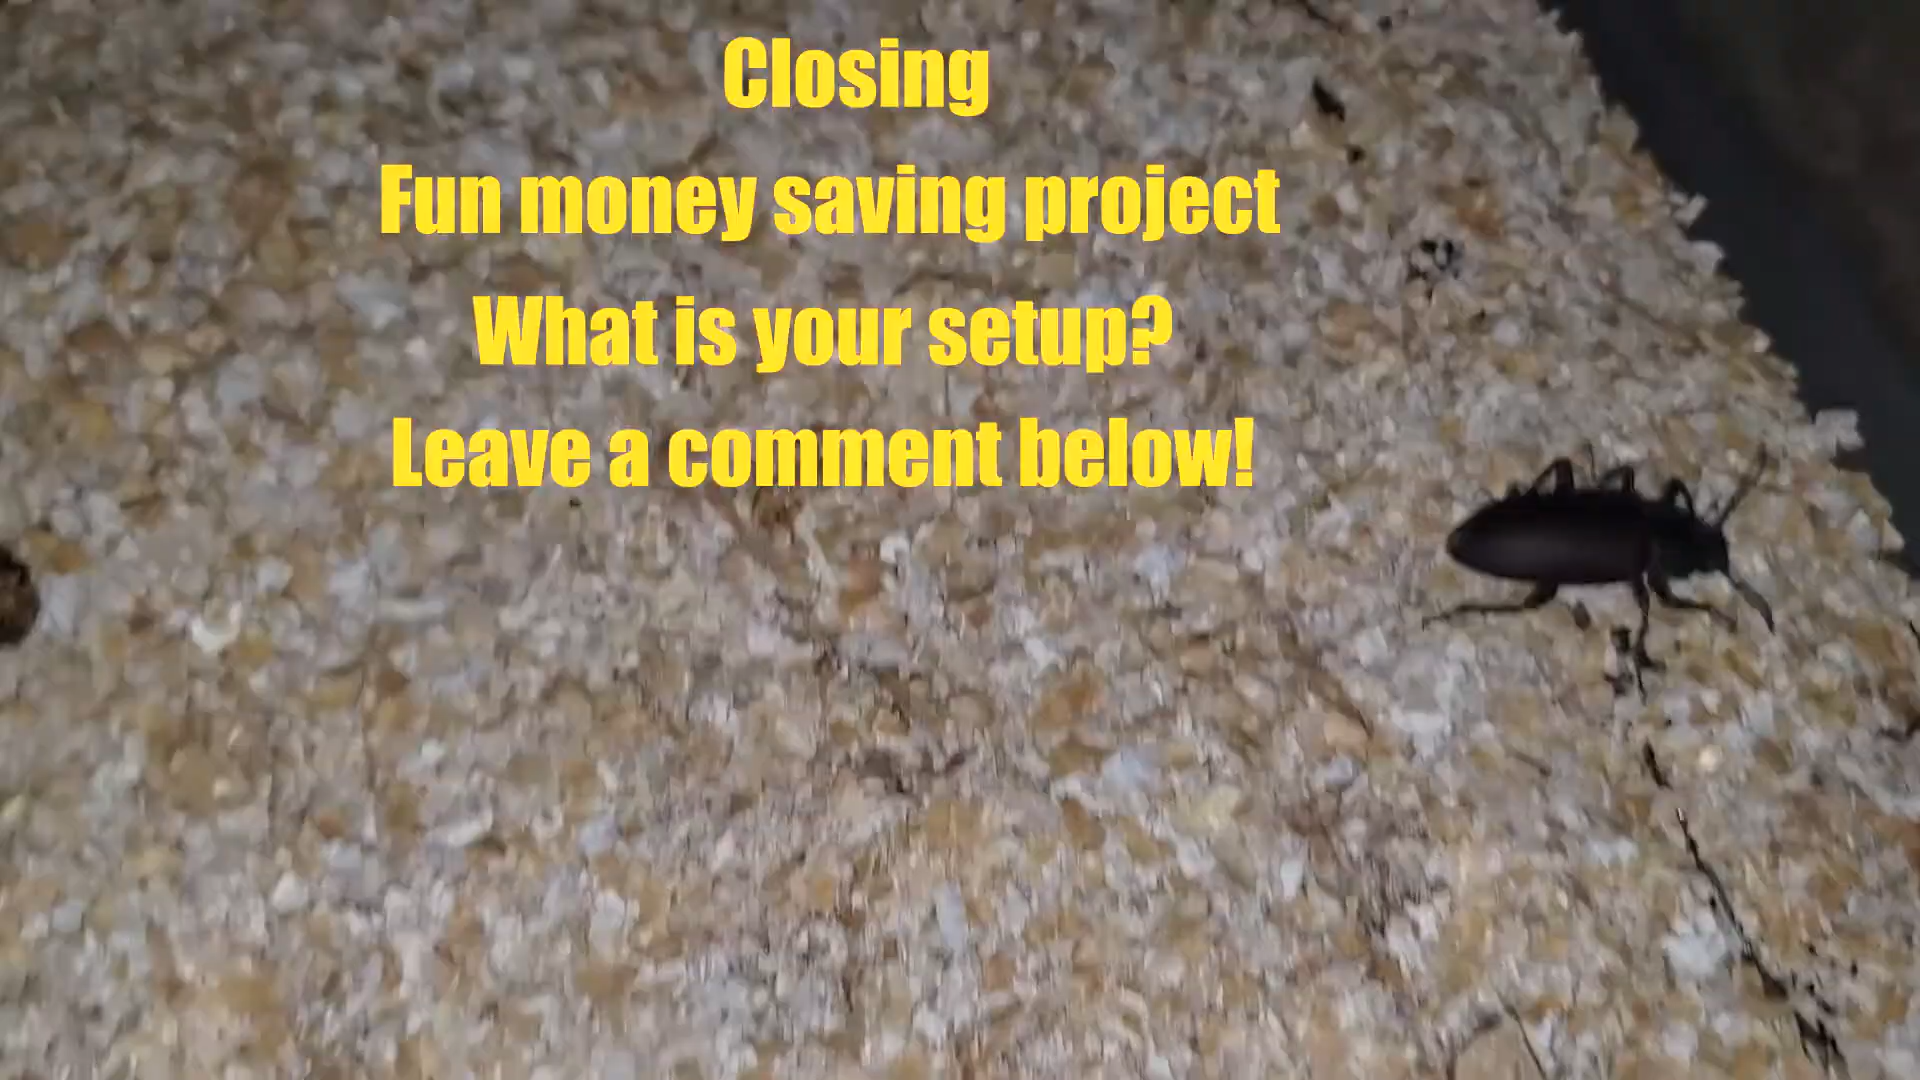 Closing
Fun money saving project
What is your setup?
Leave a comment below!